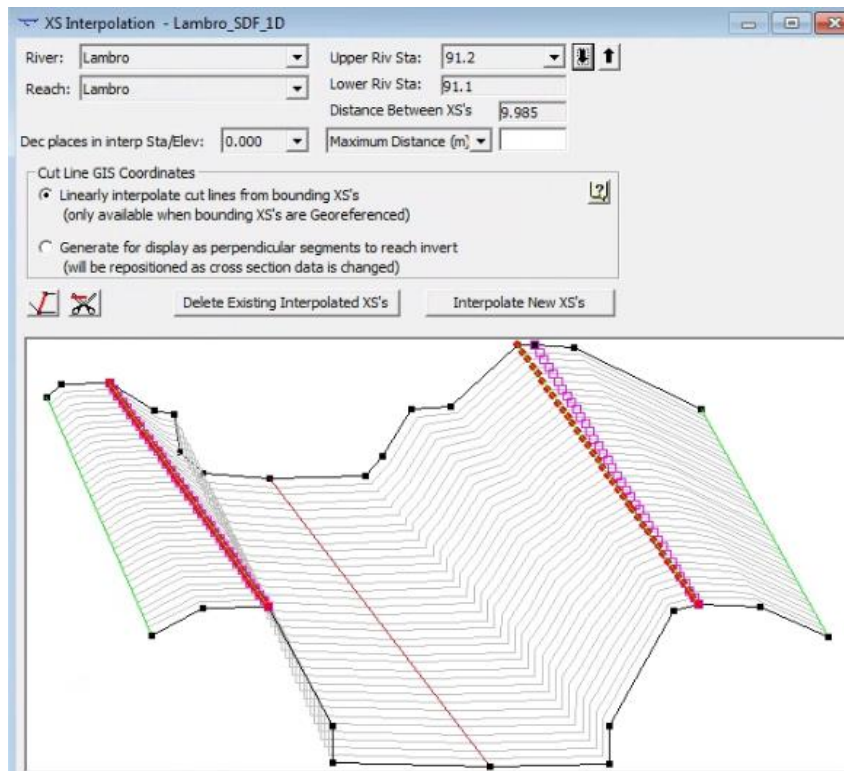 XS Interpolation - Lambro_SDF_1D
River: Lambro Upper Riv Sta: 91.2
Reach: Lambro Lower Riv Sta: 91.1
Distance Between XS's 9.985
Dec places in interp Sta/Elev: 0.000 Maximum Distance (m)
Cut Line GIS Coordinates
Linearly interpolate cut lines from bounding XS's
(only available when bounding XS's are Georeferenced)
Generate for display as perpendicular segments to reach invert
(will be repositioned as cross section data is changed)
Delete Existing Interpolated XS's Interpolate New XS's